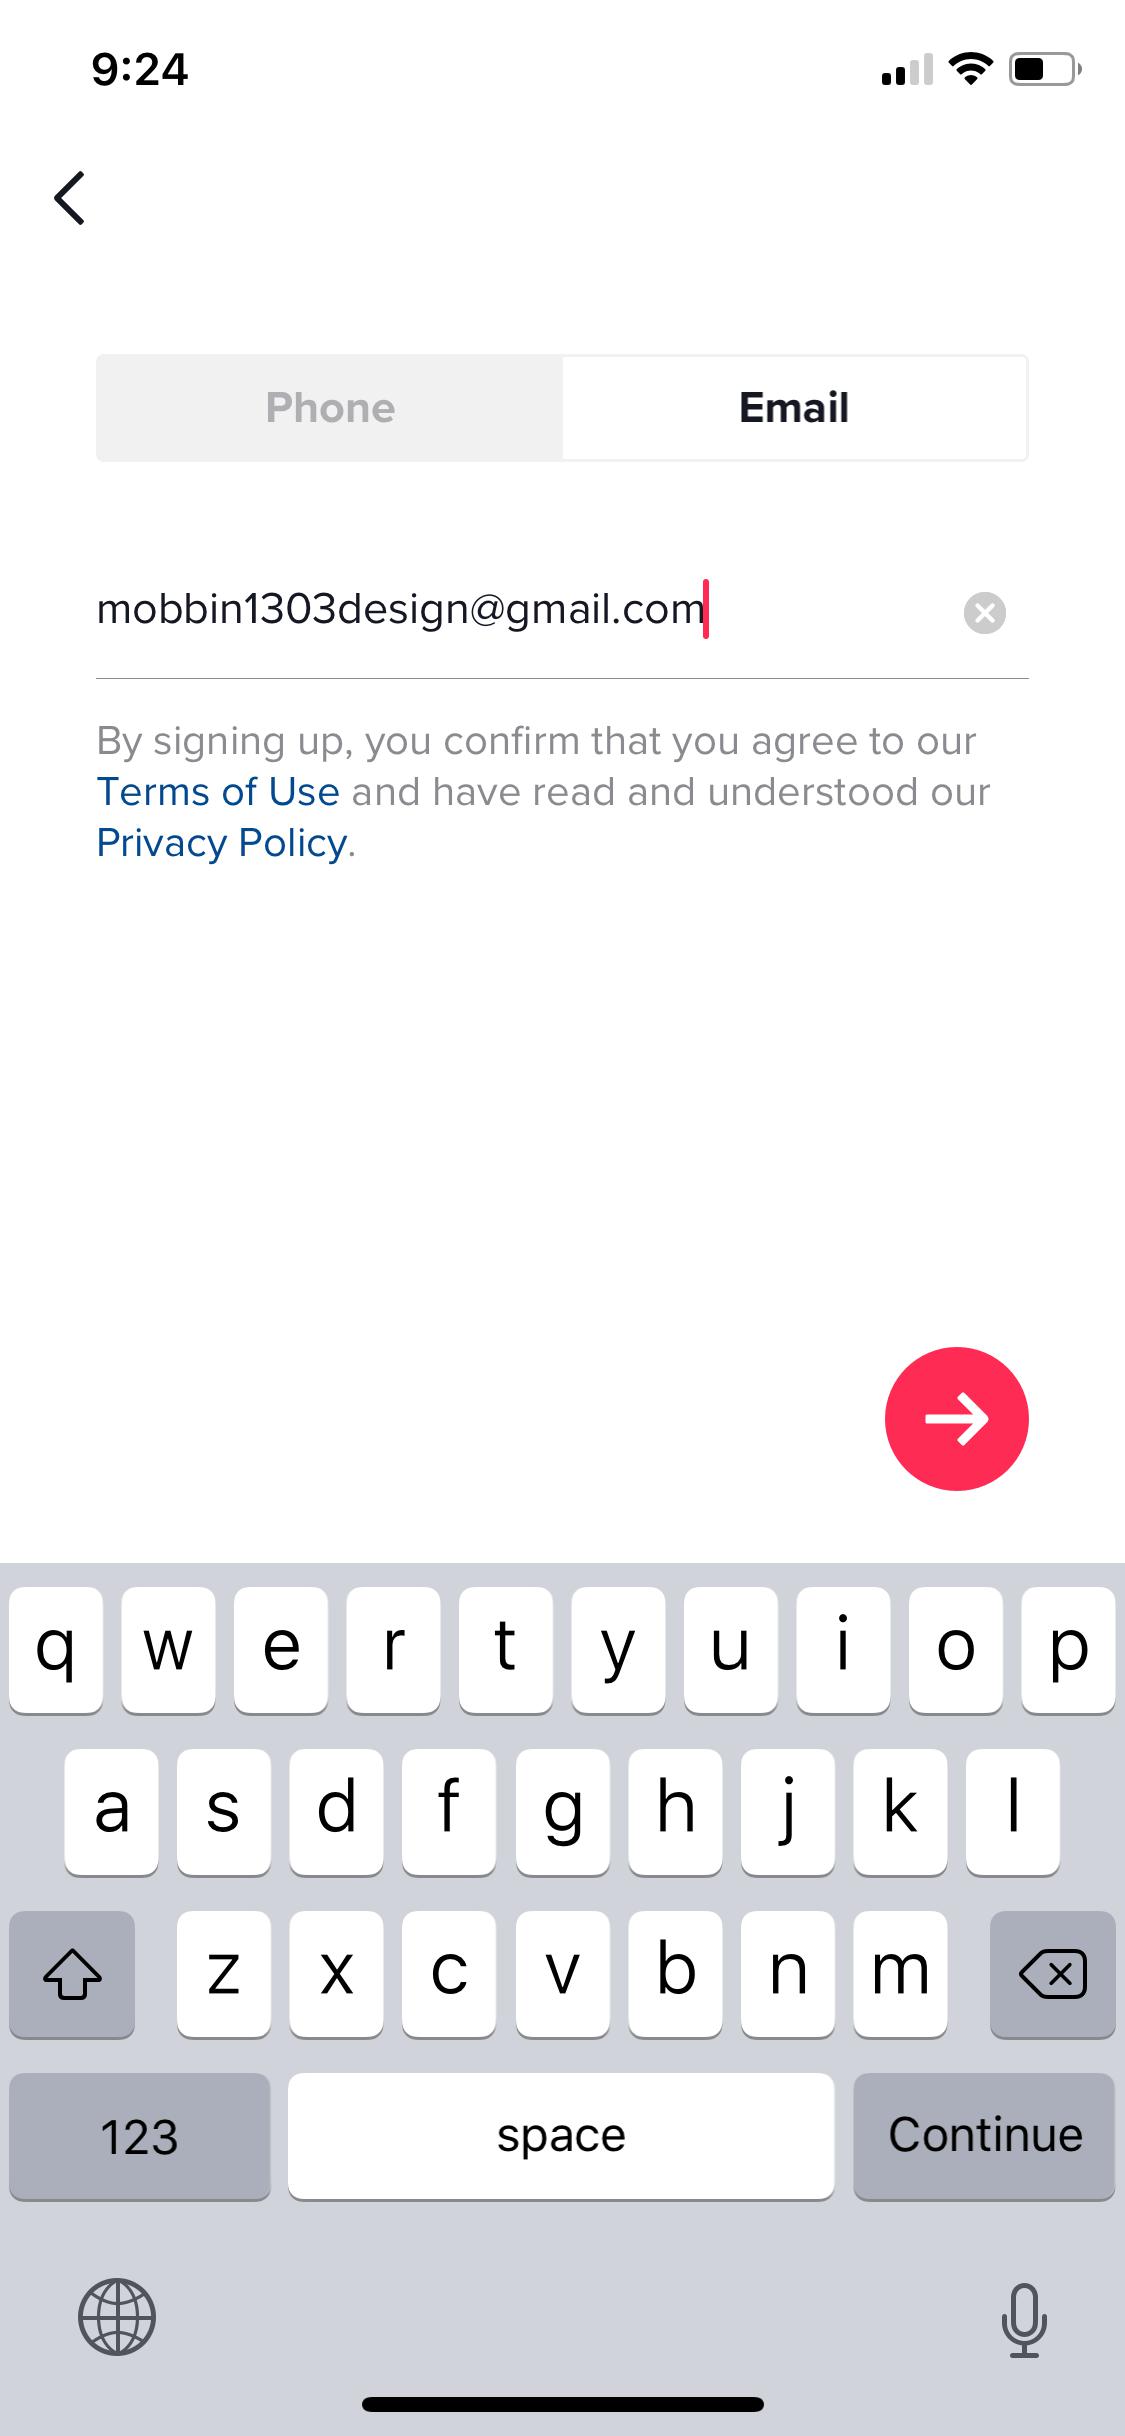 9:24
Phone Email
mobbin1303design@gmail.com
By signing up, you confirm that you agree to our
Terms of Use and have read and understood our
Privacy Policy.
q w e r t y u i o p
a s d f g h j k l
z x c v b n m
123 space Continue